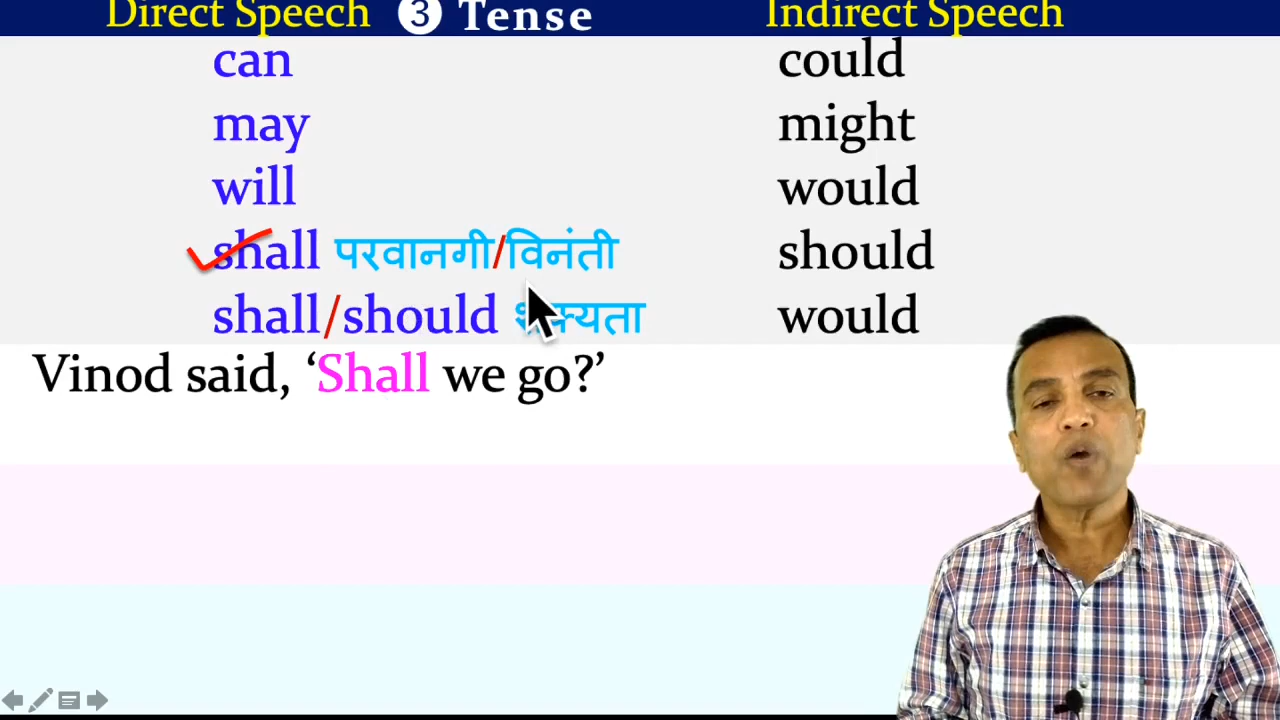 Direct Speech ❸ Tense Indirect Speech
can could
may might
will would
shall परवानगी/विनंती should
shall/should would
Vinod said, ‘Shall we go?’